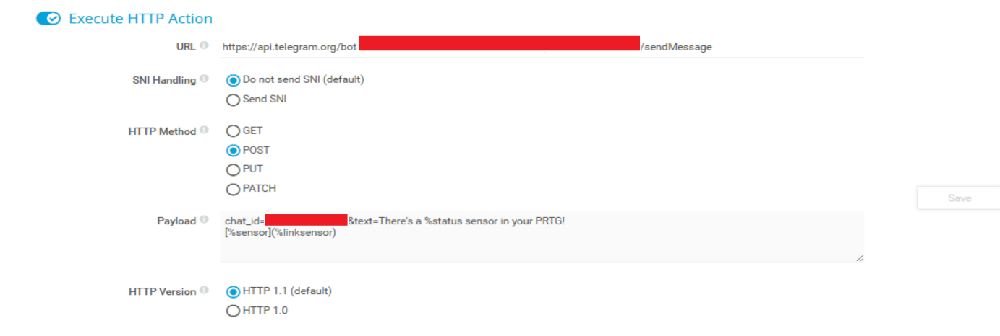 Execute HTTP Action
URL
https://api.telegram.org/bot /sendMessage
SNI Handling
Do not send SNI (default)
Send SNI
HTTP Method
GET
POST
PUT
PATCH
Save
Payload
chat_id= &text=There's a %status sensor in your PRTG!
[%sensor](%linksensor)
HTTP Version
HTTP 1.1 (default)
HTTP 1.0